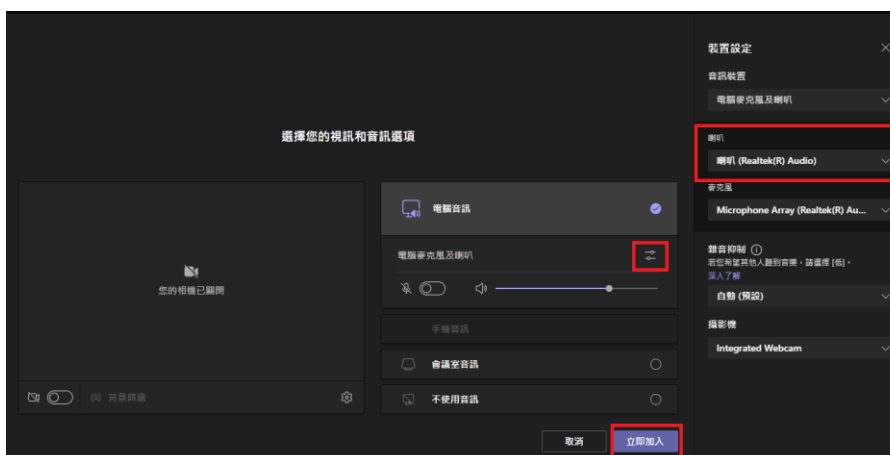 選擇您的視訊和音訊選項
您的相機已關閉
背景篩選
電腦音訊
電腦麥克風及喇叭
手機音訊
會議室音訊
不使用音訊
取消
立即加入
裝置設定
音訊裝置
電腦麥克風及喇叭
喇叭
喇叭 (Realtek(R) Audio)
麥克風
Microphone Array (Realtek(R) Au...
雜音抑制
若您希望其他人聽到音樂，請選擇 [低]。
深入了解
自動 (預設)
攝影機
Integrated Webcam